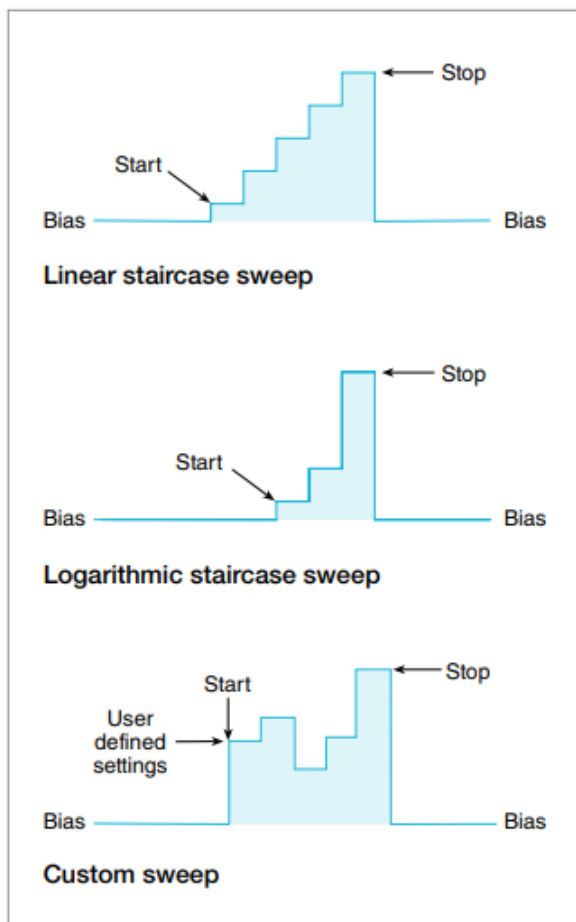 Stop
Start
Bias Bias
Linear staircase sweep
Stop
Start
Bias Bias
Logarithmic staircase sweep
Start
Stop
User
defined
settings
Bias Bias
Custom sweep